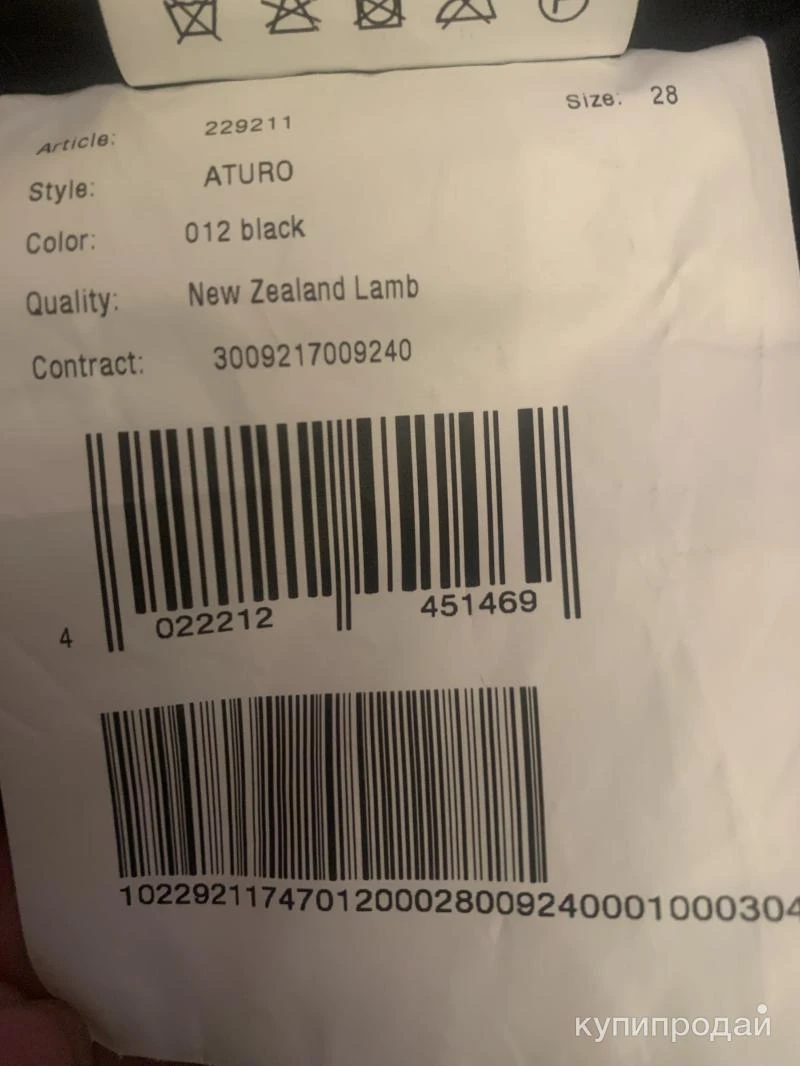 Size: 28
Article: 229211
Style: ATURO
Color: 012 black
Quality: New Zealand Lamb
Contract: 3009217009240
4 022212 451469
1022921174701200028009240001000304
купипродай